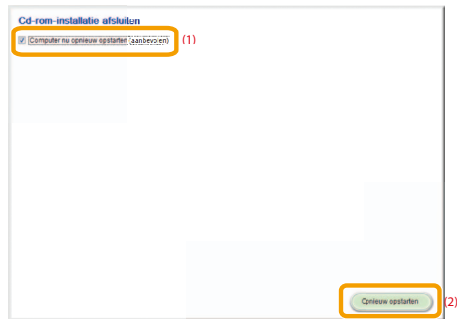 Cd-rom-installatie afsluiten
Computer nu opnieuw opstarten (aanbevolen) (1)
Opnieuw opstarten (2)